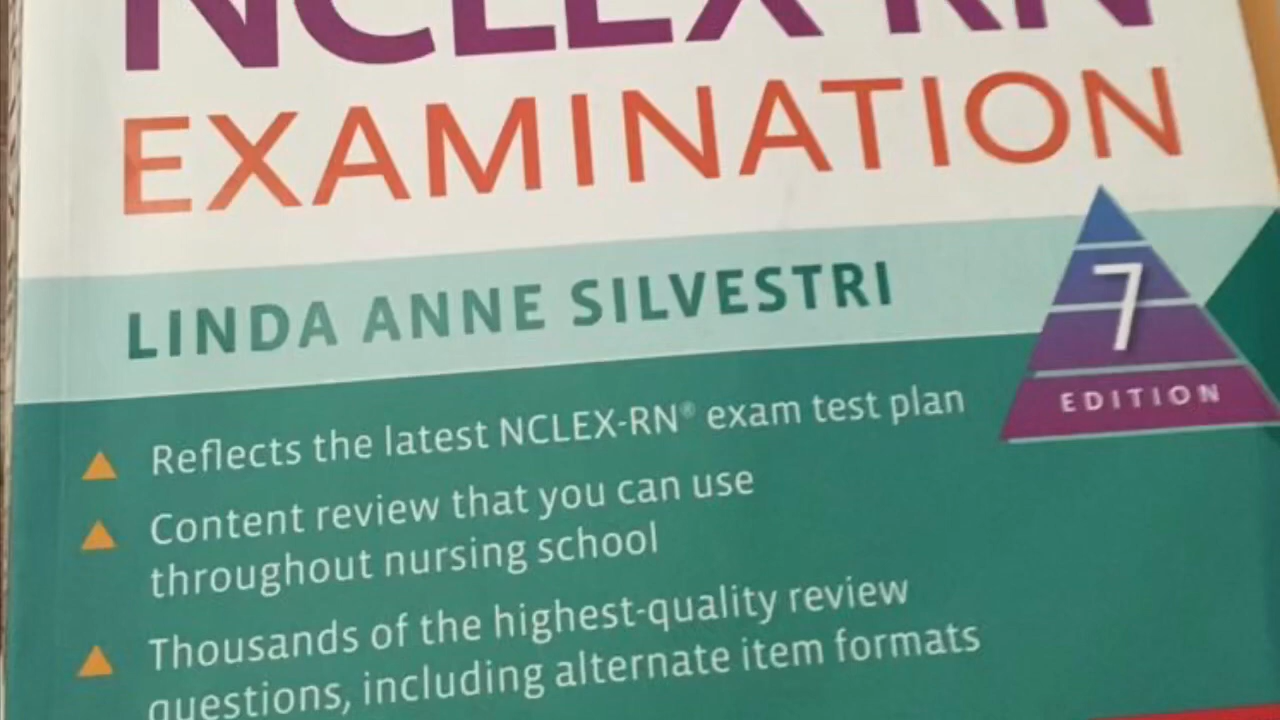 NCLEX-RN
EXAMINATION
LINDA ANNE SILVESTRI
7
EDITION
Reflects the latest NCLEX-RN® exam test plan
Content review that you can use
throughout nursing school
Thousands of the highest-quality review
questions, including alternate item formats